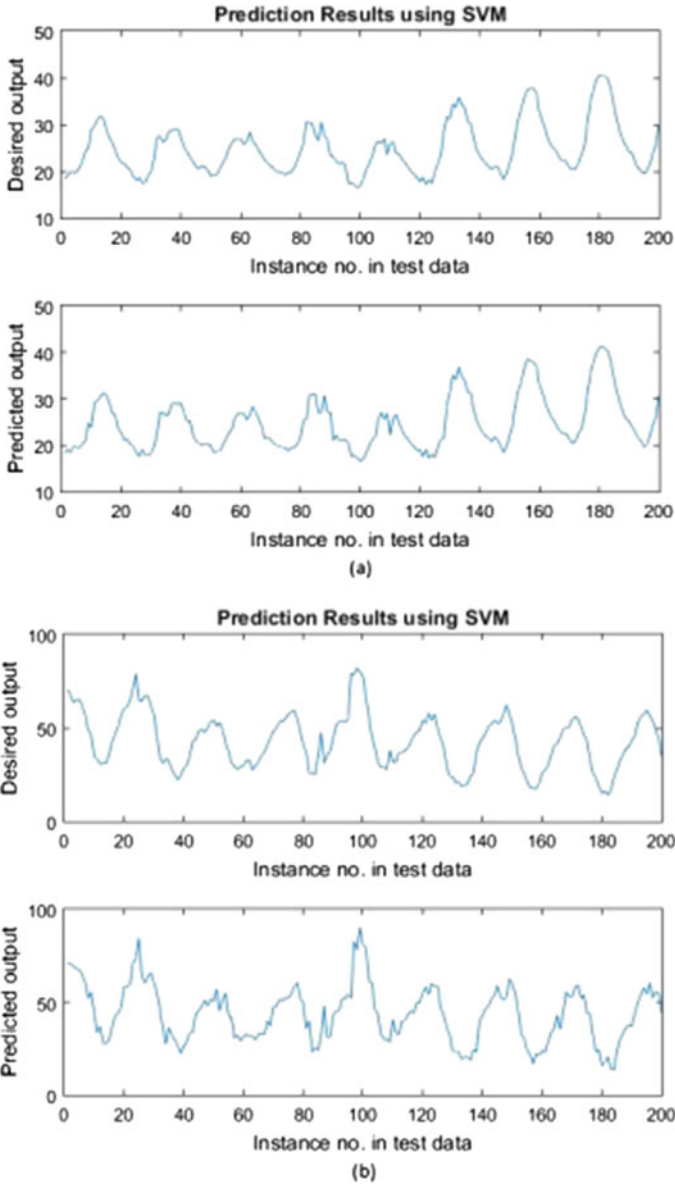 Prediction Results using SVM
50
40
30
20
10
Desired output
0 20 40 60 80 100 120 140 160 180 200
Instance no. in test data
50
40
30
20
10
Predicted output
0 20 40 60 80 100 120 140 160 180 200
Instance no. in test data
(a)
Prediction Results using SVM
100
50
0
Desired output
0 20 40 60 80 100 120 140 160 180 200
Instance no. in test data
100
50
0
Predicted output
0 20 40 60 80 100 120 140 160 180 200
Instance no. in test data
(b)